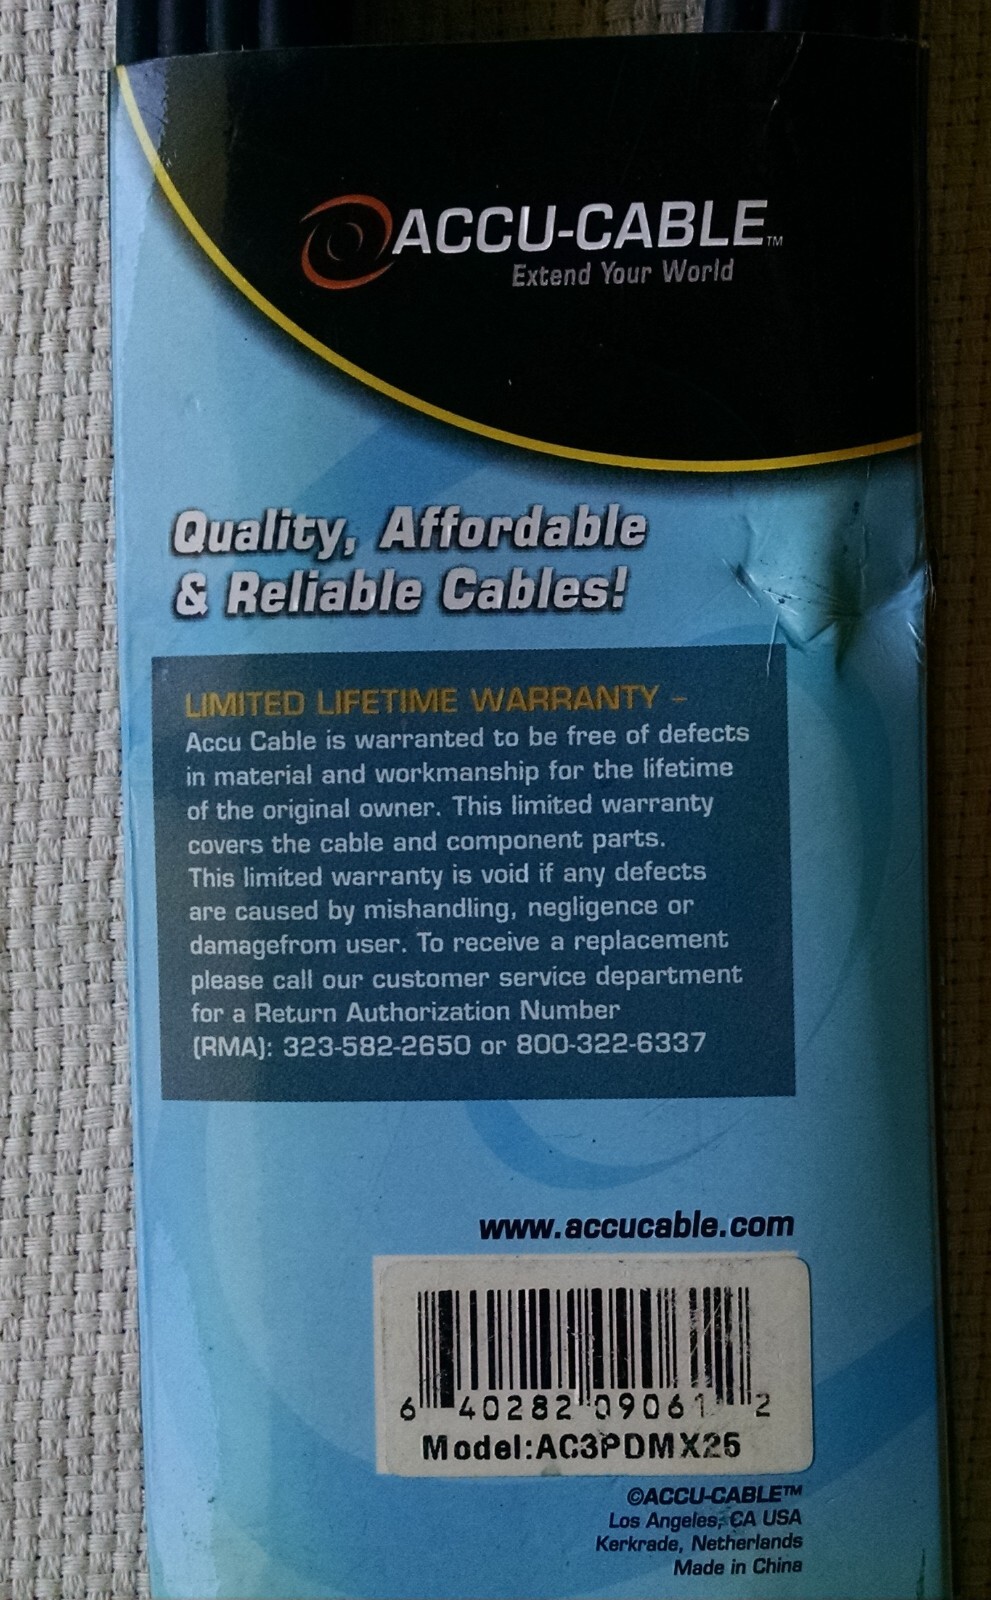 ACCU-CABLE™
Extend Your World
Quality, Affordable
& Reliable Cables!
LIMITED LIFETIME WARRANTY –
Accu Cable is warranted to be free of defects
in material and workmanship for the lifetime
of the original owner. This limited warranty
covers the cable and component parts.
This limited warranty is void if any defects
are caused by mishandling, negligence or
damagefrom user. To receive a replacement
please call our customer service department
for a Return Authorization Number
(RMA): 323-582-2650 or 800-322-6337
www.accucable.com
6 40282 09061 2
Model:AC3PDMX25
©ACCU-CABLE™
Los Angeles, CA USA
Kerkrade, Netherlands
Made in China